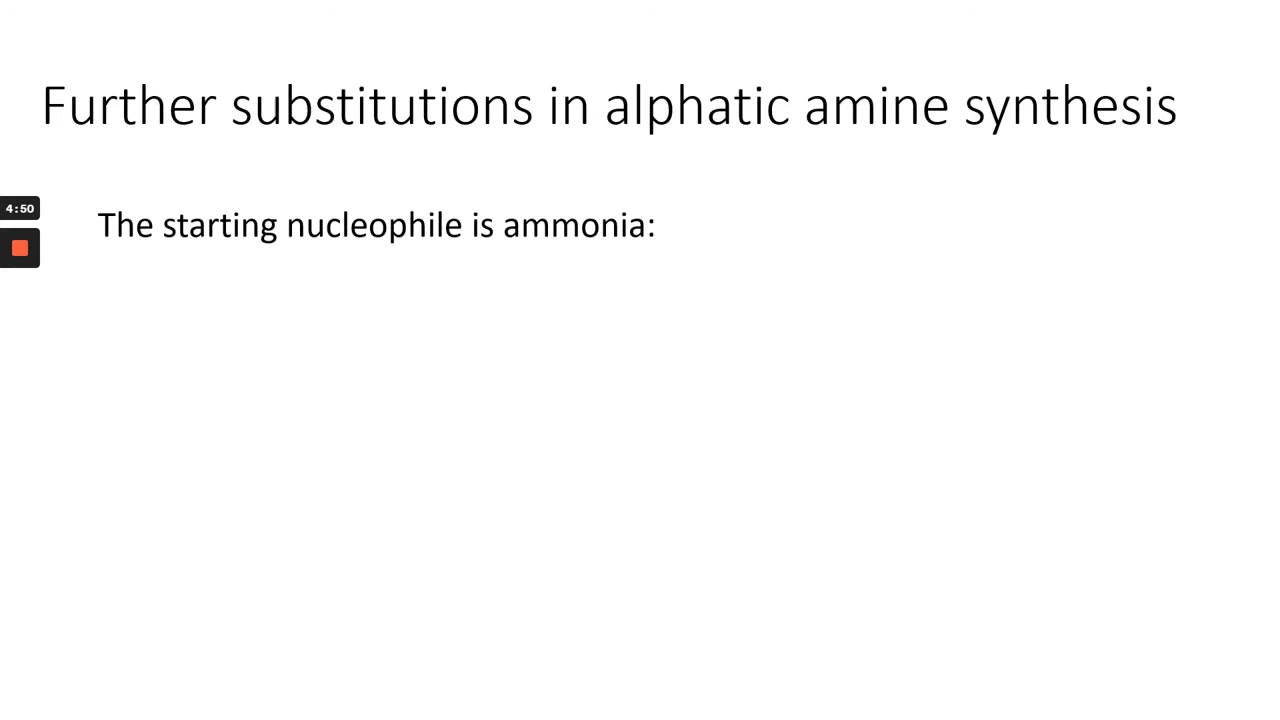 Further substitutions in alphatic amine synthesis
4:50
The starting nucleophile is ammonia: